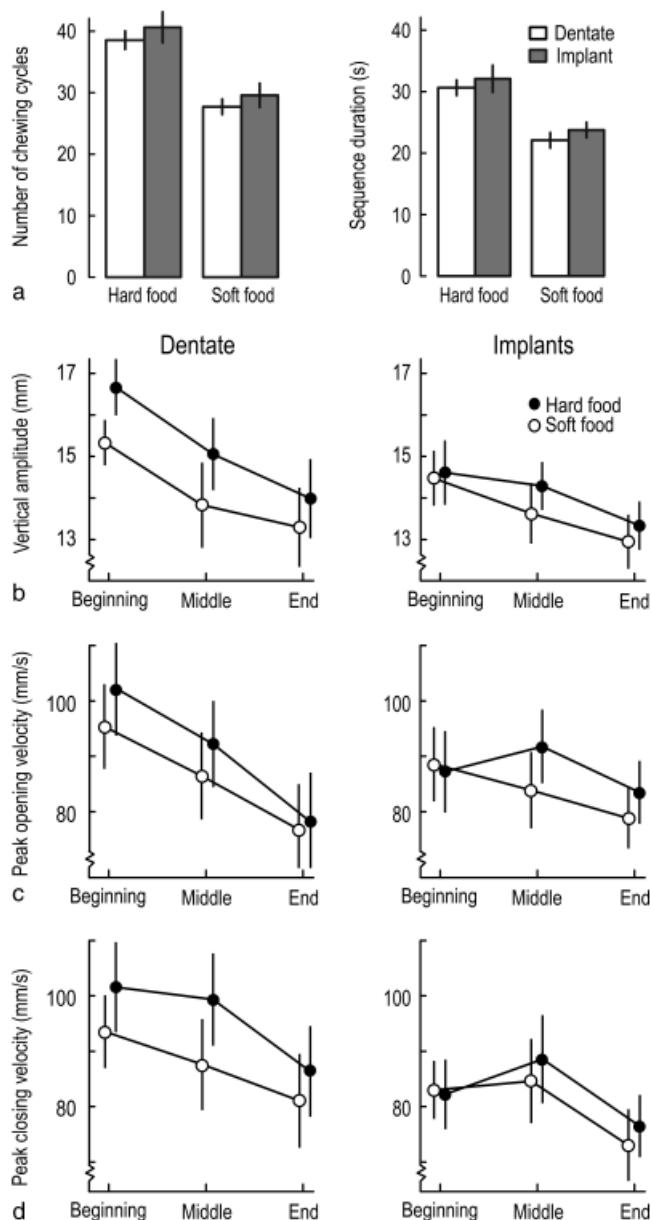 Number of chewing cycles
40
30
20
10
0
Hard food
Soft food
a
Sequence duration (s)
40
30
20
10
0
Dentate
Implant
Hard food
Soft food
Dentate
Implants
Vertical amplitude (mm)
17
15
13
Beginning
Middle
End
b
17
15
13
Hard food
Soft food
Beginning
Middle
End
Peak opening velocity (mm/s)
100
80
Beginning
Middle
End
c
100
80
Beginning
Middle
End
Peak closing velocity (mm/s)
100
80
Beginning
Middle
End
d
100
80
Beginning
Middle
End